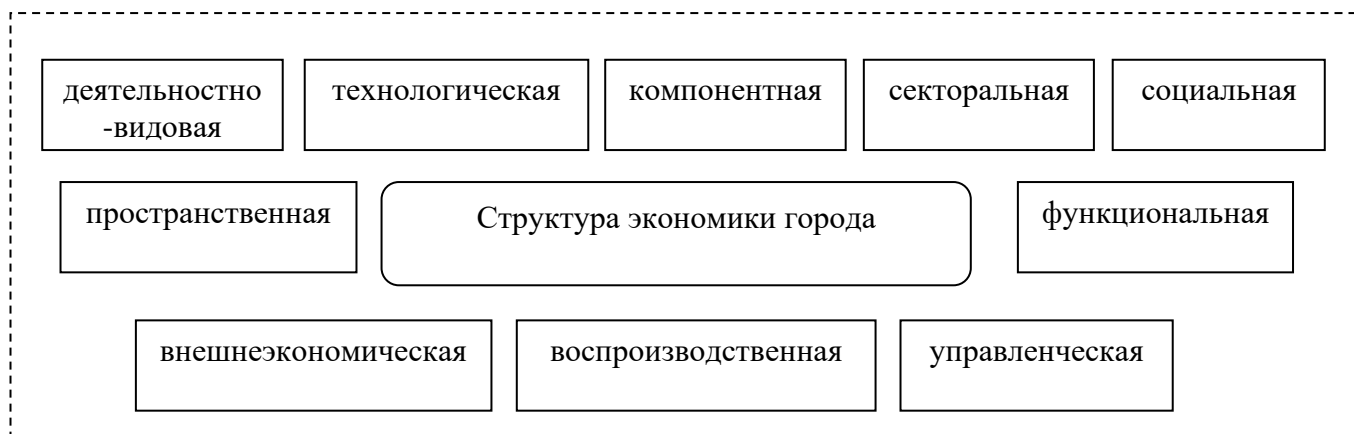 деятельностно
-видовая
технологическая
компонентная
секторальная
социальная
пространственная
Структура экономики города
функциональная
внешнеэкономическая
воспроизводственная
управленческая